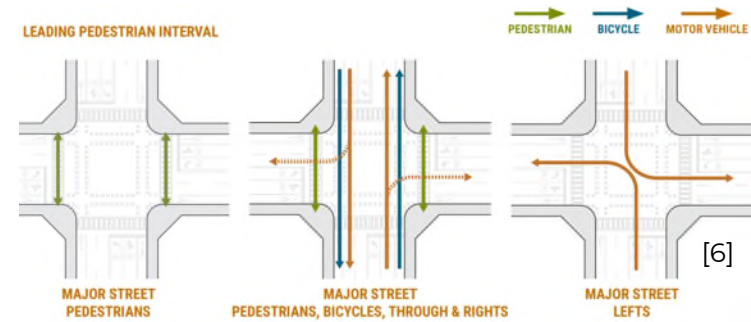 LEADING PEDESTRIAN INTERVAL
PEDESTRIAN
BICYCLE
MOTOR VEHICLE
[6]
MAJOR STREET
PEDESTRIANS
MAJOR STREET
PEDESTRIANS, BICYCLES, THROUGH & RIGHTS
MAJOR STREET
LEFTS